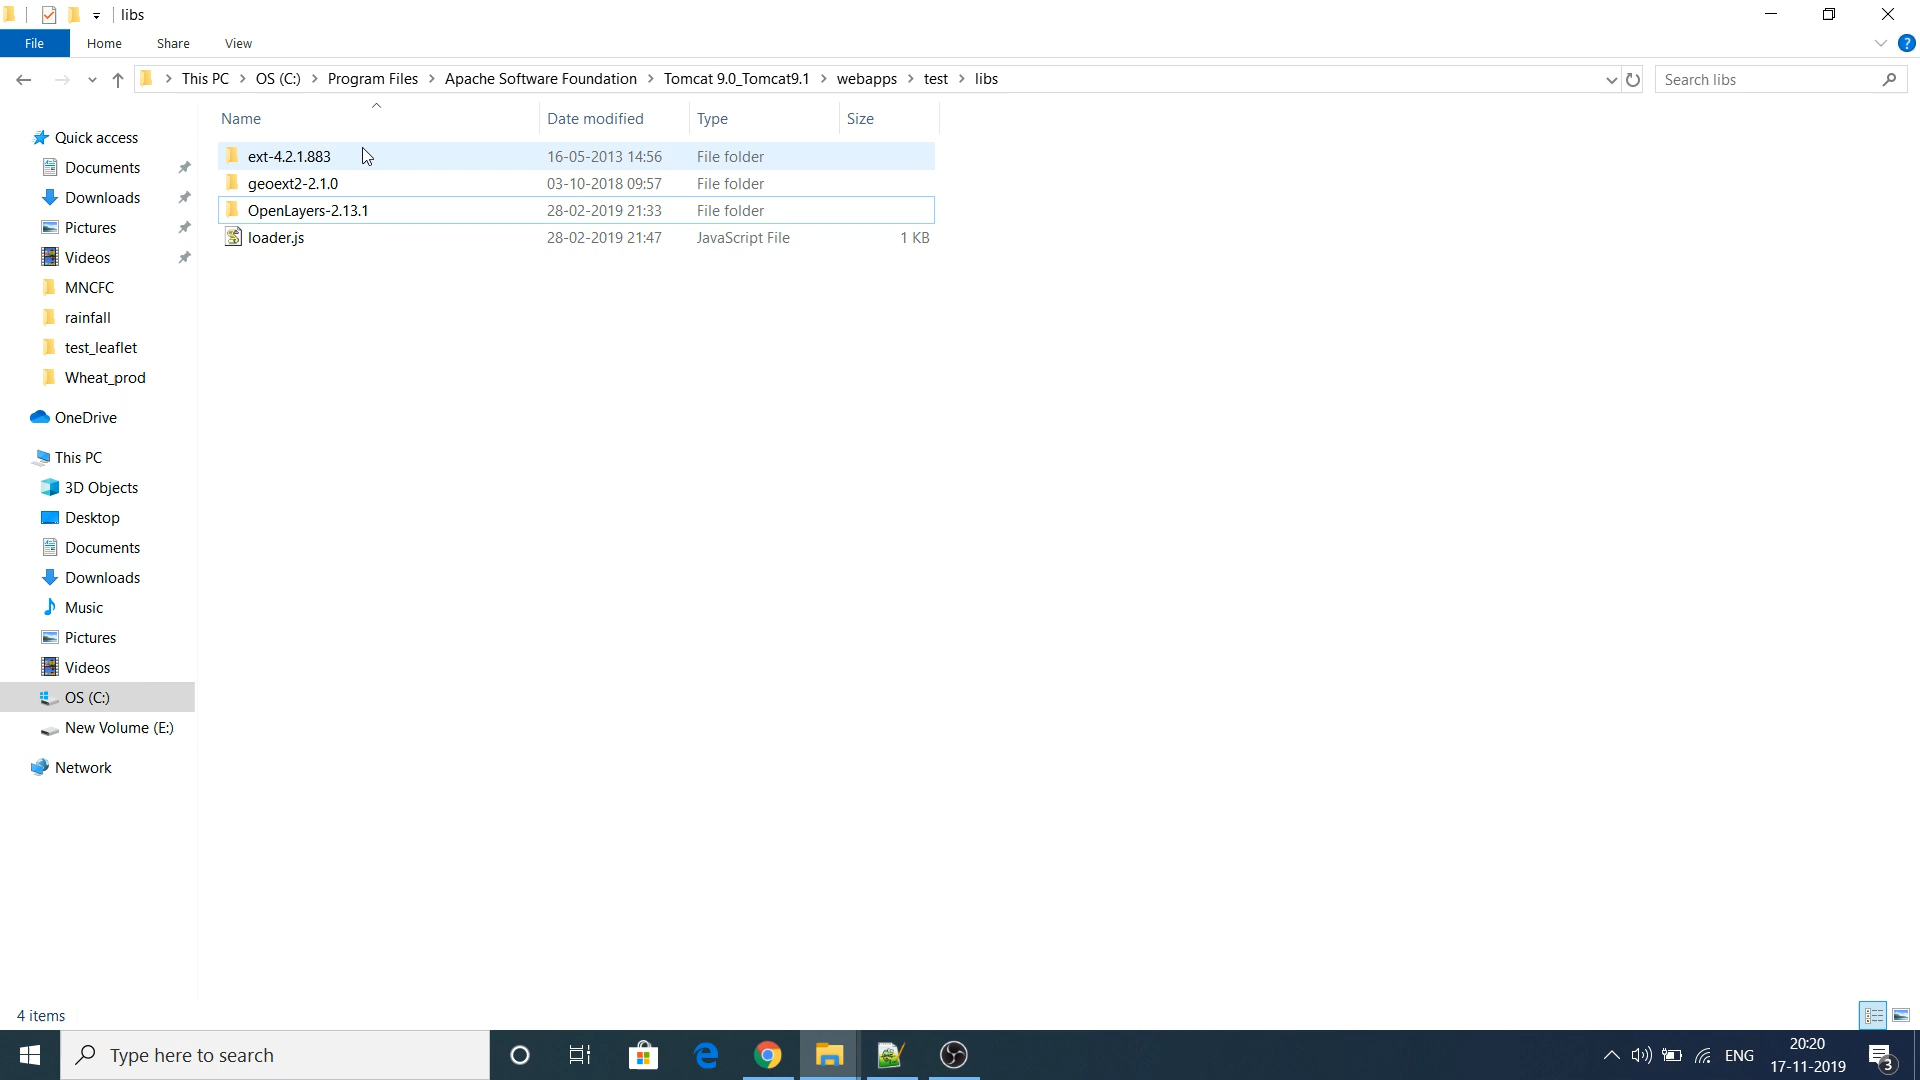 libs
File Home Share View
This PC OS (C:) Program Files Apache Software Foundation Tomcat 9.0_Tomcat9.1 webapps test libs
Search libs
Name Date modified Type Size
ext-4.2.1.883 16-05-2013 14:56 File folder
geoext2-2.1.0 03-10-2018 09:57 File folder
OpenLayers-2.13.1 28-02-2019 21:33 File folder
loader.js 28-02-2019 21:47 JavaScript File 1 KB
Quick access
Documents
Downloads
Pictures
Videos
MNCFC
rainfall
test_leaflet
Wheat_prod
OneDrive
This PC
3D Objects
Desktop
Documents
Downloads
Music
Pictures
Videos
OS (C:)
New Volume (E:)
Network
4 items
Type here to search
ENG
20:20
17-11-2019
3